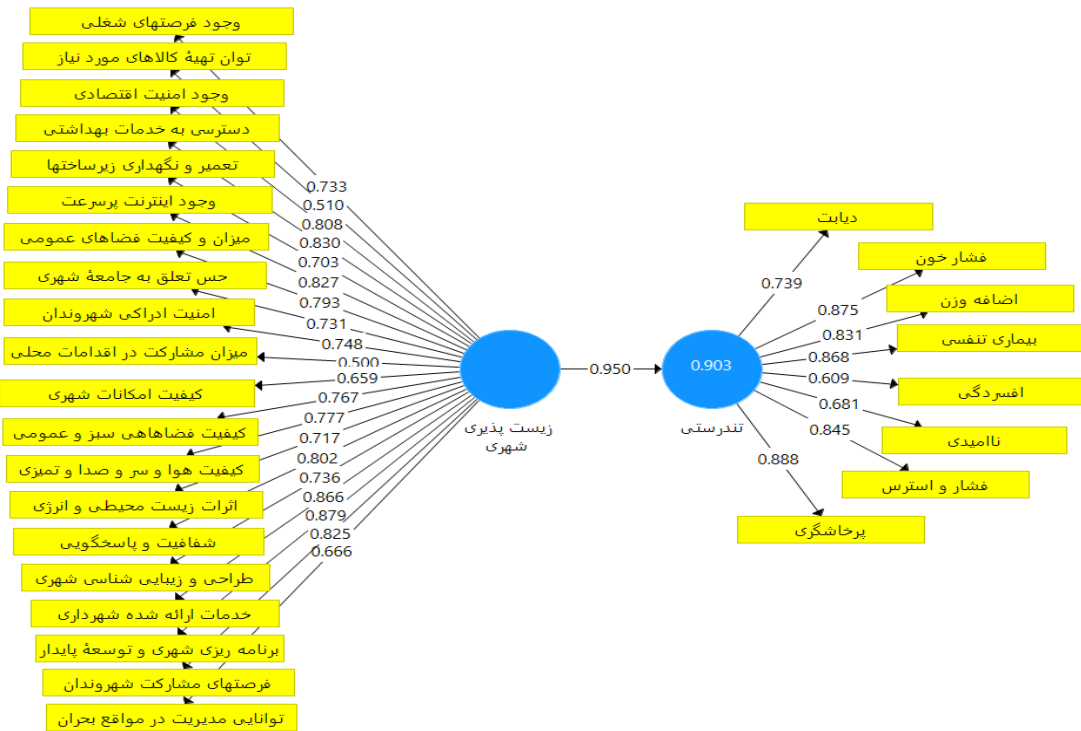 وجود فرصتهای شغلی
توان تهیۀ کالاهای مورد نیاز
وجود امنیت اقتصادی
دسترسی به خدمات بهداشتی
تعمیر و نگهداری زیرساختها
وجود اینترنت پرسرعت
میزان و کیفیت فضاهای عمومی
حس تعلق به جامعۀ شهری
امنیت ادراکی شهروندان
میزان مشارکت در اقدامات محلی
کیفیت امکانات شهری
کیفیت فضاهاهی سبز و عمومی
کیفیت هوا و سر و صدا و تمیزی
اثرات زیست محیطی و انرژی
شفافیت و پاسخگویی
طراحی و زیبایی شناسی شهری
خدمات ارائه شده شهرداری
برنامه ریزی شهری و توسعۀ پایدار
فرصتهای مشارکت شهروندان
توانایی مدیریت در مواقع بحران
0.733
0.510
0.808
0.830
0.703
0.827
0.793
0.731
0.748
0.500
0.659
0.767
0.777
0.717
0.802
0.736
0.866
0.879
0.825
0.666
زیست پذیری
شهری
0.950
0.903
تندرستی
0.739
0.875
0.831
0.868
0.609
0.681
0.845
0.888
دیابت
فشار خون
اضافه وزن
بیماری تنفسی
افسردگی
ناامیدی
فشار و استرس
پرخاشگری